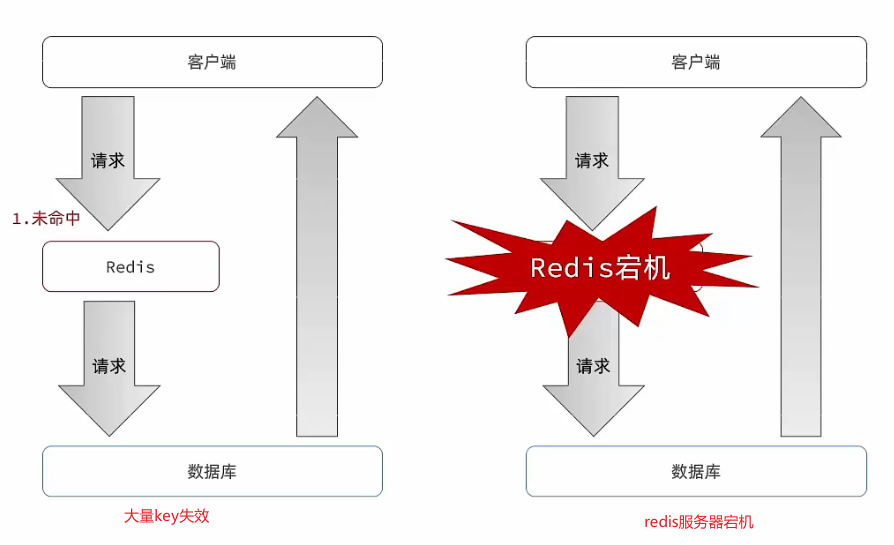 客户端
请求
1.未命中
Redis
请求
数据库
大量key失效
客户端
请求
Redis宕机
请求
数据库
redis服务器宕机